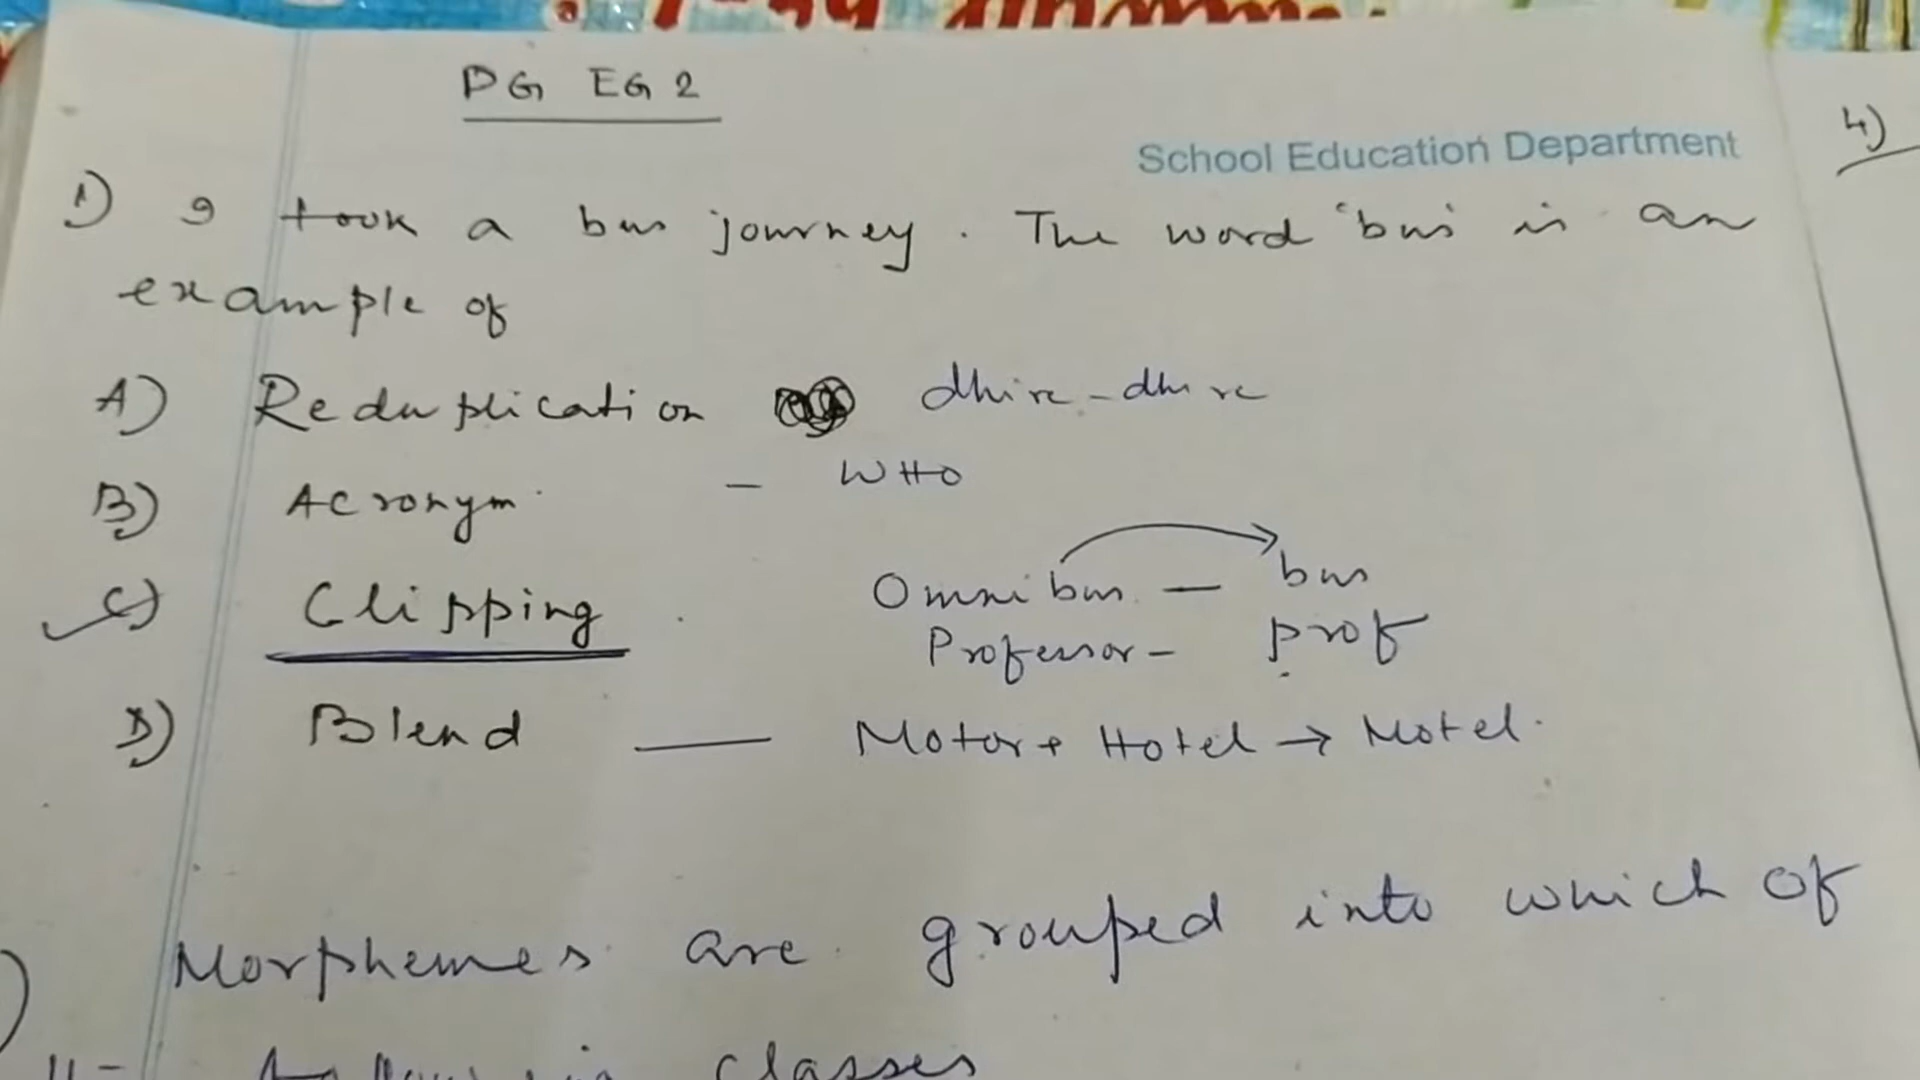 PG EG 2
School Education Department
4)
1) I took a bus journey. The word 'bus' is an
example of
A) Reduplication dhire-dhire
B) Acronym - WHO
C) Clipping Omnibus — bus
Professor - prof
D) Blend — Motor + Hotel → Motel.
Morphemes are grouped into which of
classes